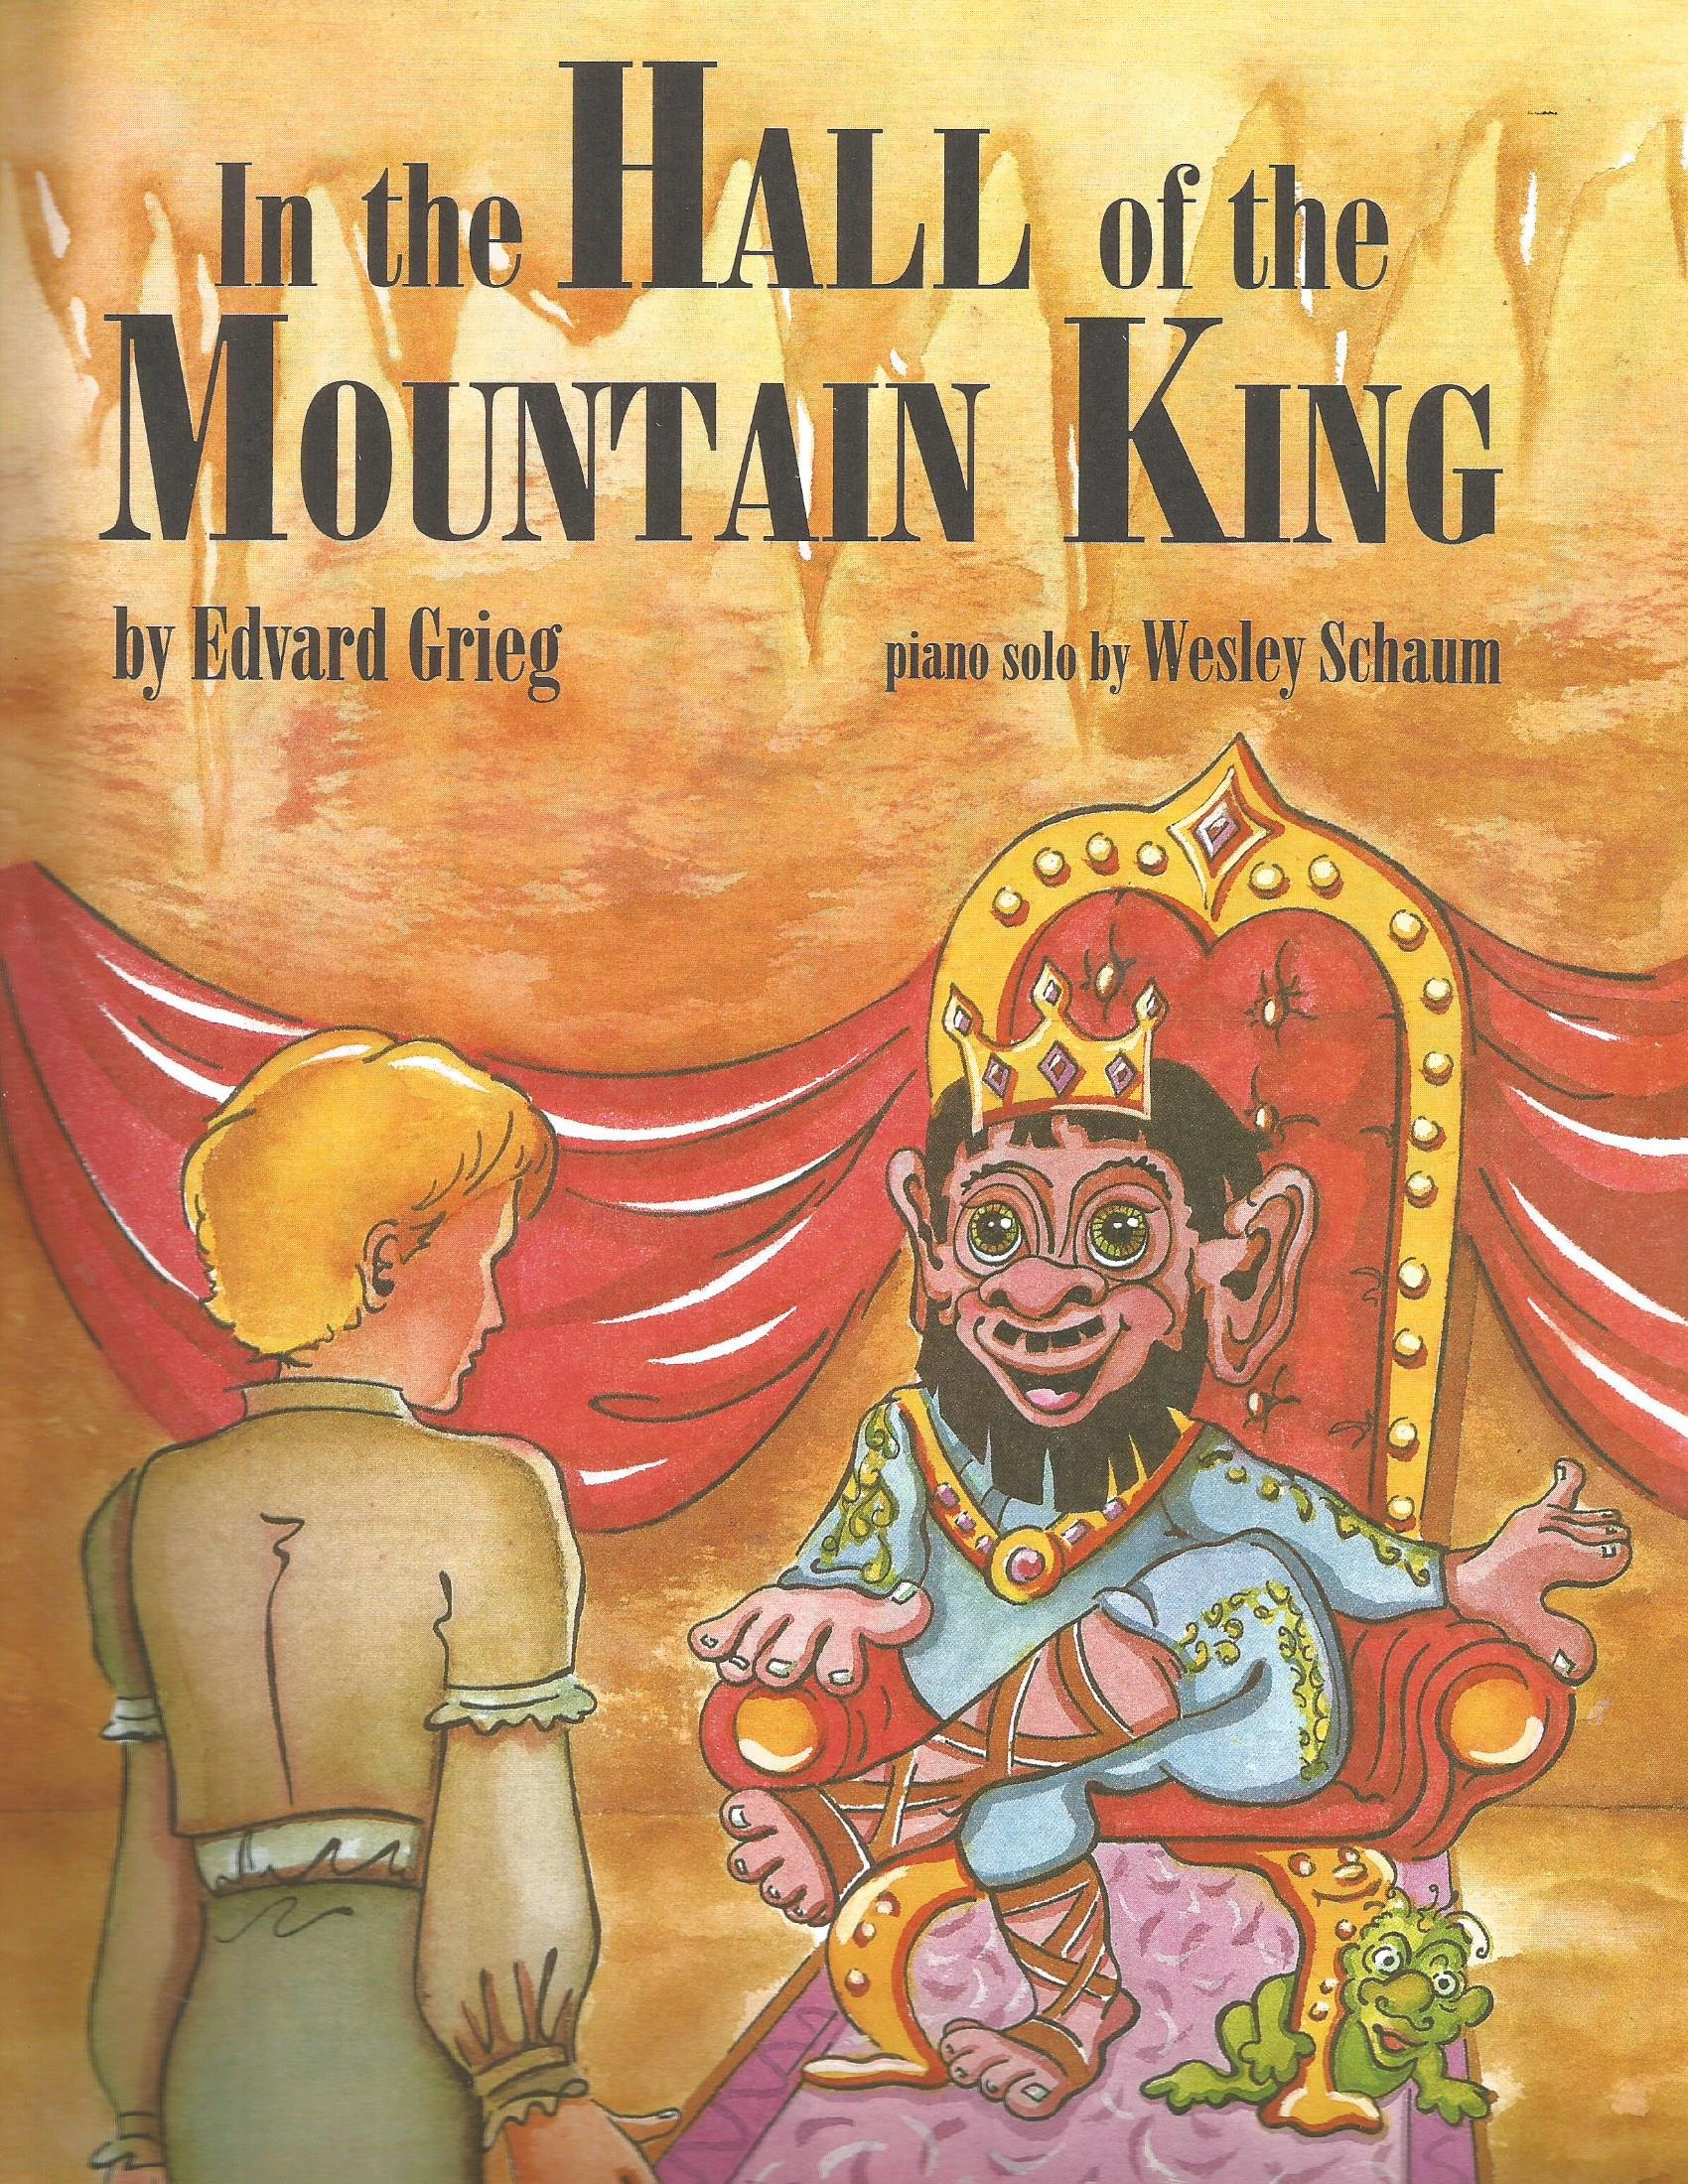 In the HALL of the
MOUNTAIN KING
by Edvard Grieg
piano solo by Wesley Schaum